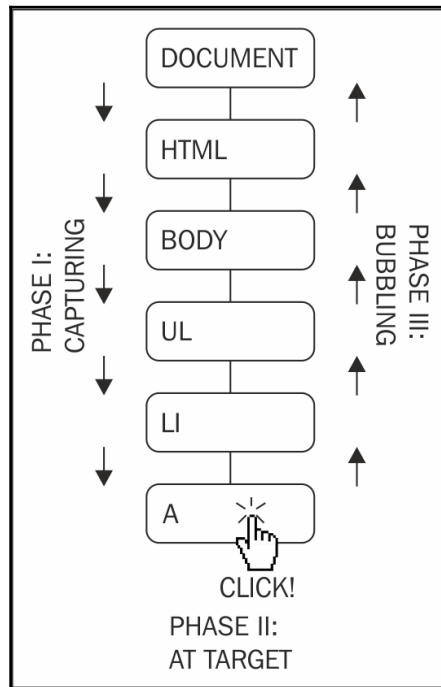 DOCUMENT
HTML
BODY
UL
LI
A
CLICK!
PHASE I:
CAPTURING
PHASE II:
AT TARGET
PHASE III:
BUBBLING